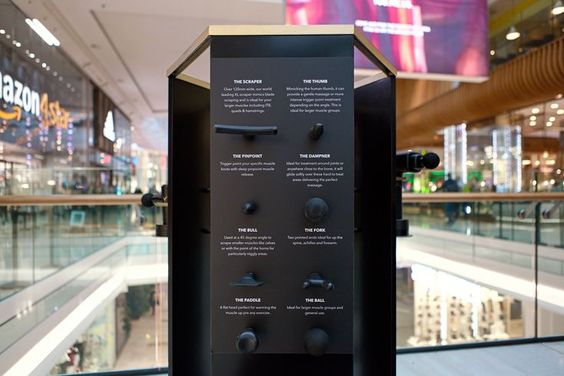 amazon 4 star
THE SCRAPER
Over 125mm wide, our world
leading XL scraper mimics blade
scraping and is ideal for your
larger muscles including ITB,
quads & hamstrings.
THE THUMB
Mimicking the human thumb, it can
provide a gentle massage or more
intense trigger point treatment
depending on the angle. This is
ideal for larger muscle groups.
THE PINPOINT
Trigger point your specific muscle
knots with deep pinpoint muscle
release.
THE DAMPNER
Ideal for treatment around joints or
anywhere close to the bone, it will
glide softly over these hard to treat
areas delivering the perfect
massage.
THE BULL
Used at a 45 degree angle to
scrape smaller muscles like calves
or with the point of the horns for
particularly niggly areas.
THE FORK
Two pointed ends ideal for up the
spine, achilles and forearm.
THE PADDLE
A flat head perfect for warming the
muscle up pre any exercise.
THE BALL
Ideal for larger muscle groups and
general use.